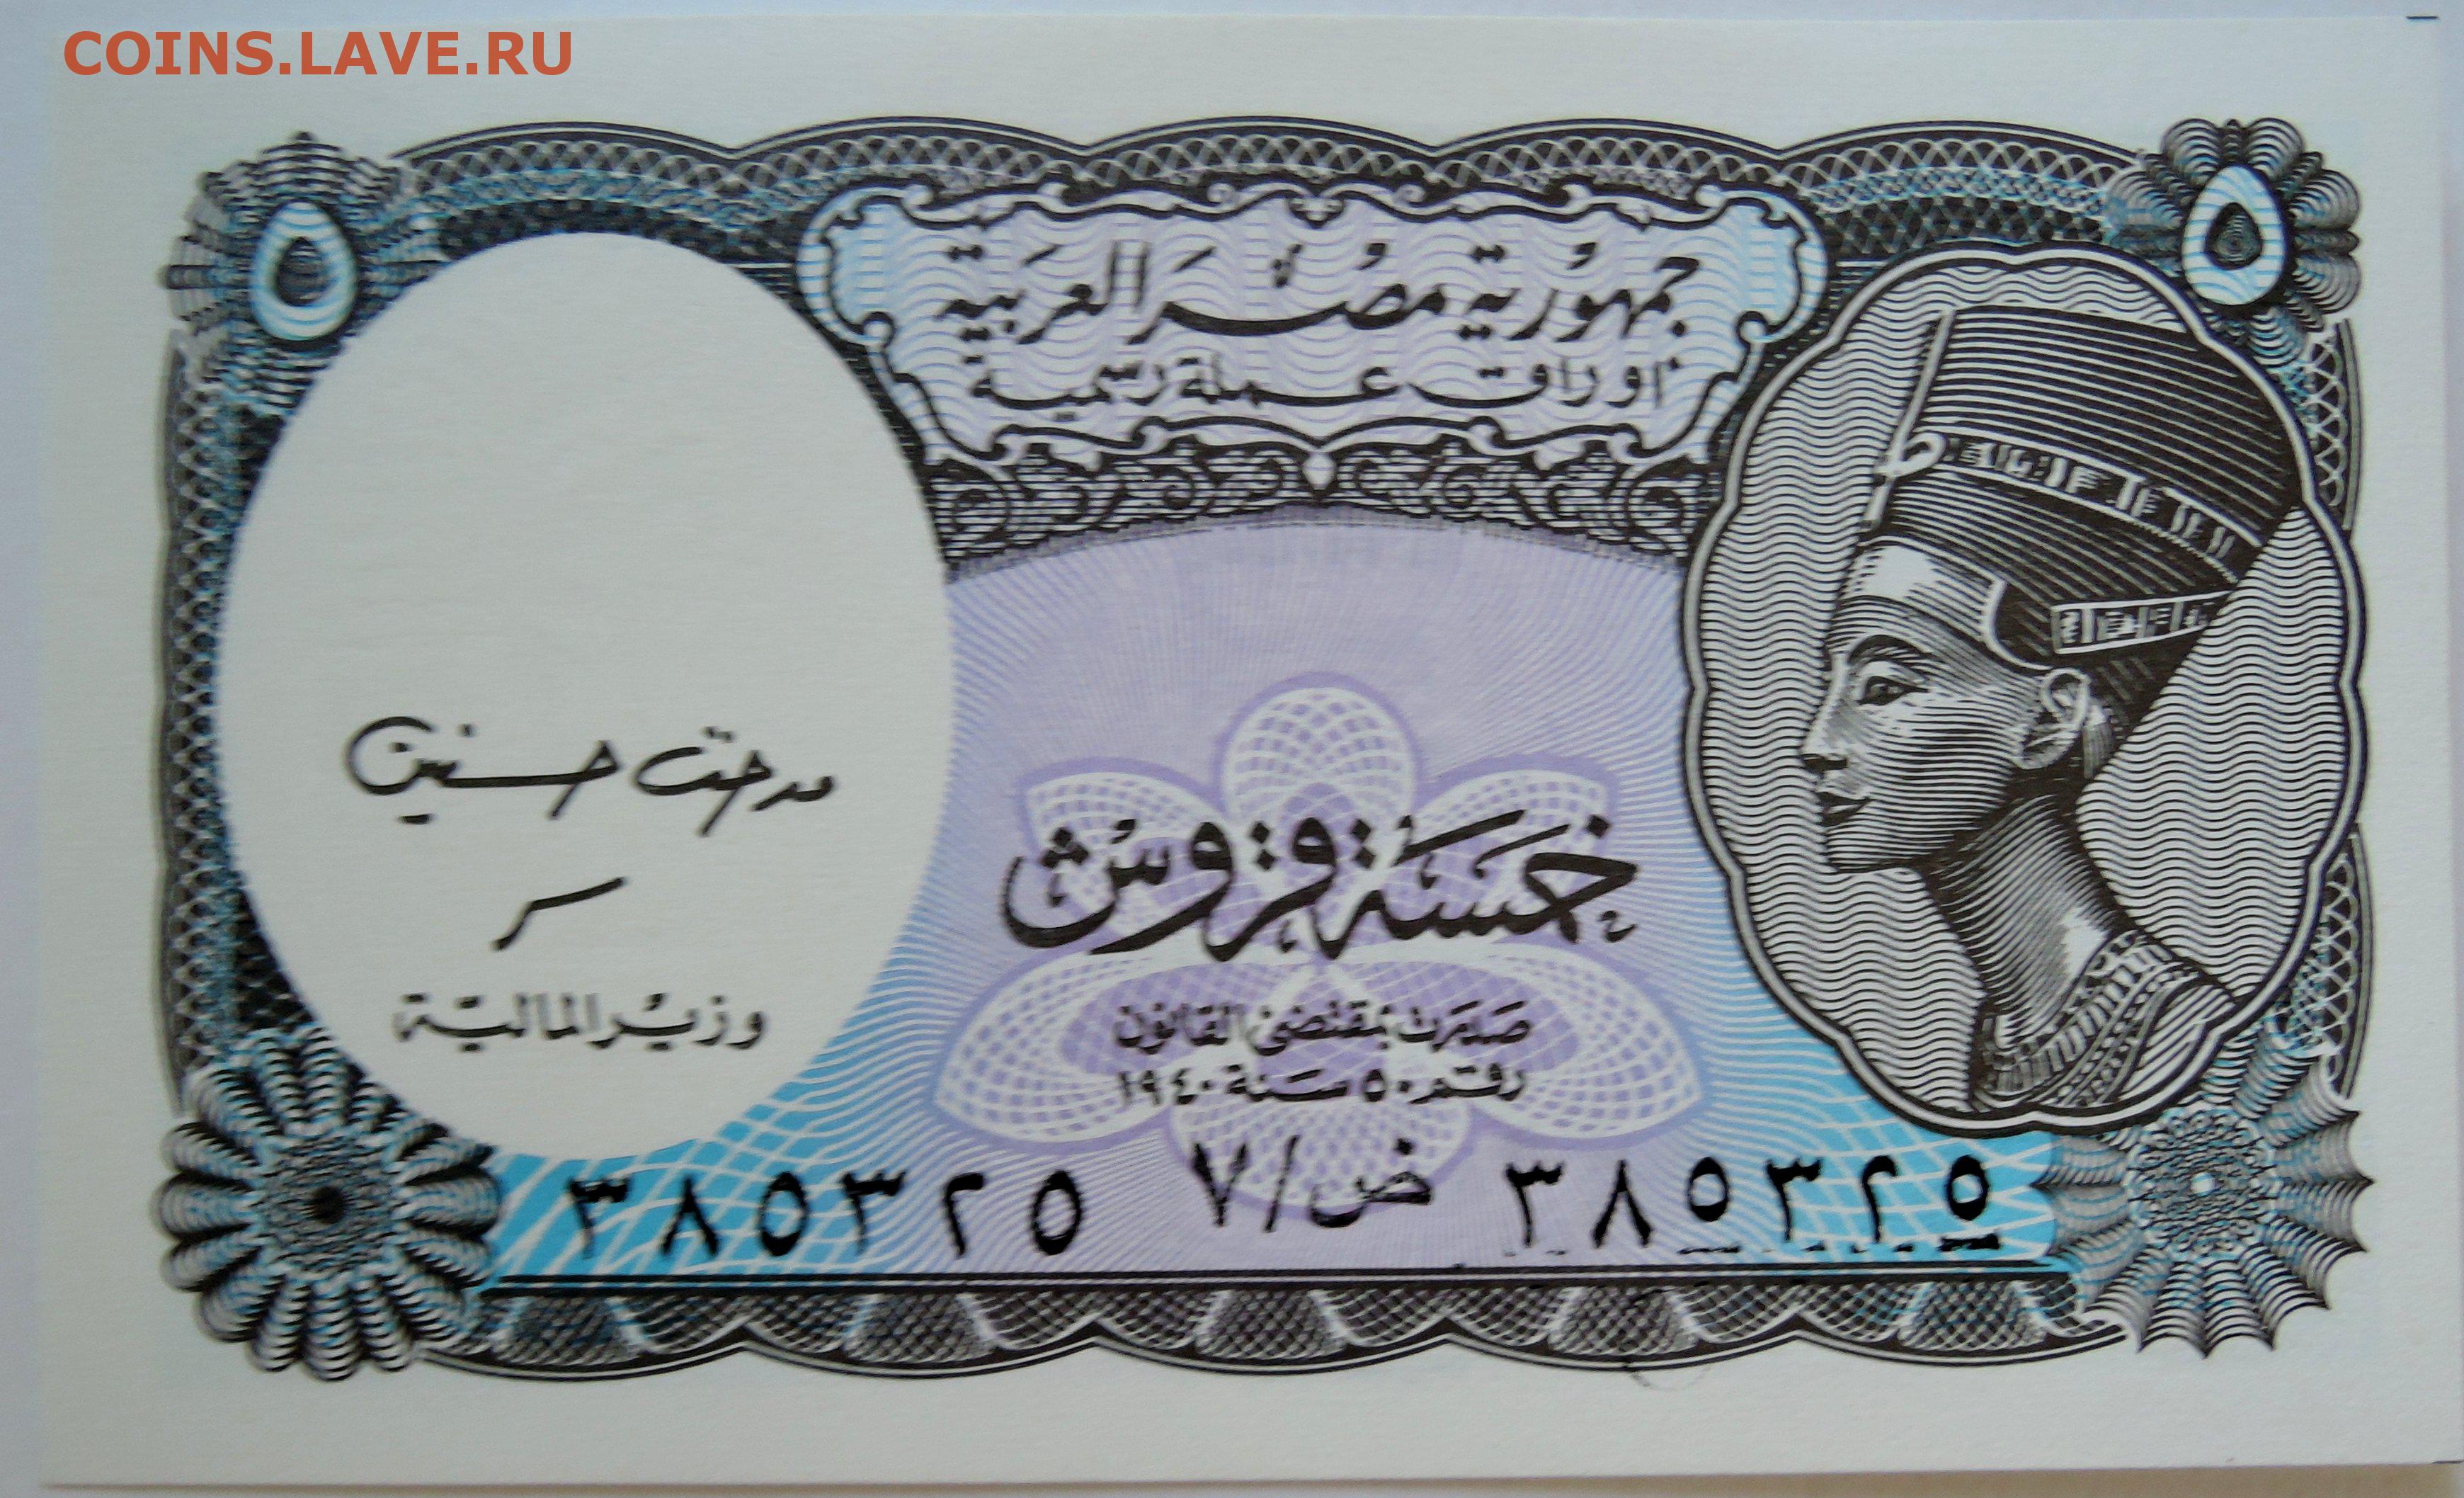 COINS.LAVE.RU
٥ ٥
جمهورية مصر العربية
أوراق عملة رسمية
مدحت حسنين
وزير المالية
خمسة قروش
صدرت بمقتضى القانون
رقم ٥٠ سنة ١٩٤٠
٣٨٥٣٢٥ ض/٧ ٣٨٥٣٢٥